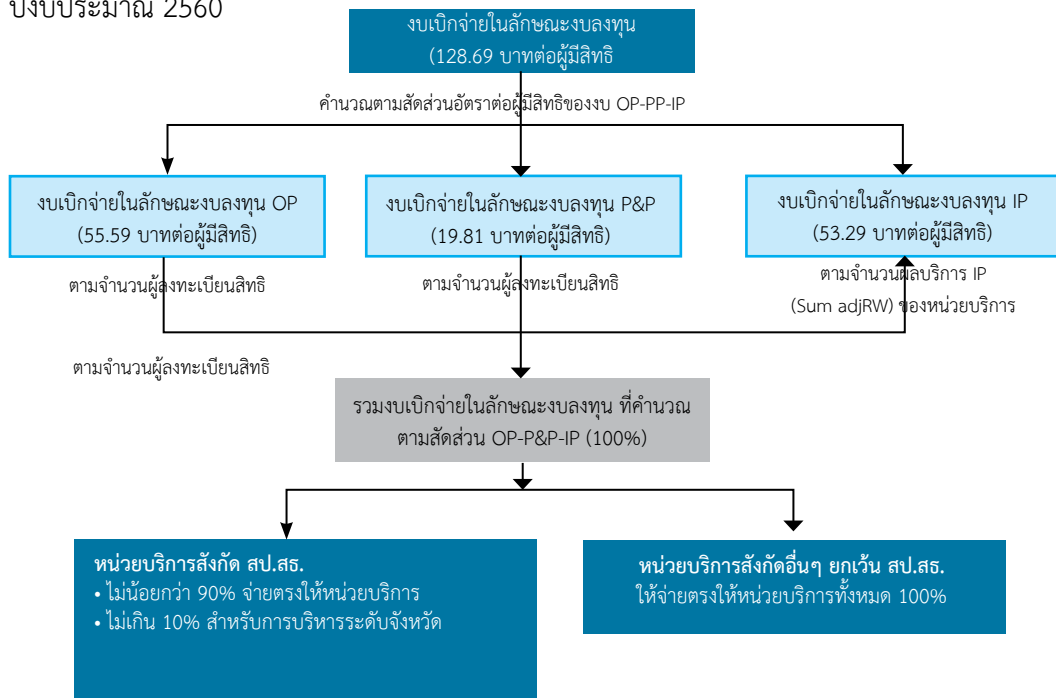 ปีงบประมาณ 2560
งบเบิกจ่ายในลักษณะงบลงทุน
(128.69 บาทต่อผู้มีสิทธิ
คำนวณตามสัดส่วนอัตราต่อผู้มีสิทธิของงบ OP-PP-IP
งบเบิกจ่ายในลักษณะงบลงทุน OP
(55.59 บาทต่อผู้มีสิทธิ)
งบเบิกจ่ายในลักษณะงบลงทุน P&P
(19.81 บาทต่อผู้มีสิทธิ)
งบเบิกจ่ายในลักษณะงบลงทุน IP
(53.29 บาทต่อผู้มีสิทธิ)
ตามจำนวนผู้ลงทะเบียนสิทธิ
ตามจำนวนผู้ลงทะเบียนสิทธิ
ตามจำนวนผลบริการ IP
(Sum adjRW) ของหน่วยบริการ
ตามจำนวนผู้ลงทะเบียนสิทธิ
รวมงบเบิกจ่ายในลักษณะงบลงทุน ที่คำนวณ
ตามสัดส่วน OP-P&P-IP (100%)
หน่วยบริการสังกัด สป.สธ.
• ไม่น้อยกว่า 90% จ่ายตรงให้หน่วยบริการ
• ไม่เกิน 10% สำหรับการบริหารระดับจังหวัด
หน่วยบริการสังกัดอื่นๆ ยกเว้น สป.สธ.
ให้จ่ายตรงให้หน่วยบริการทั้งหมด 100%